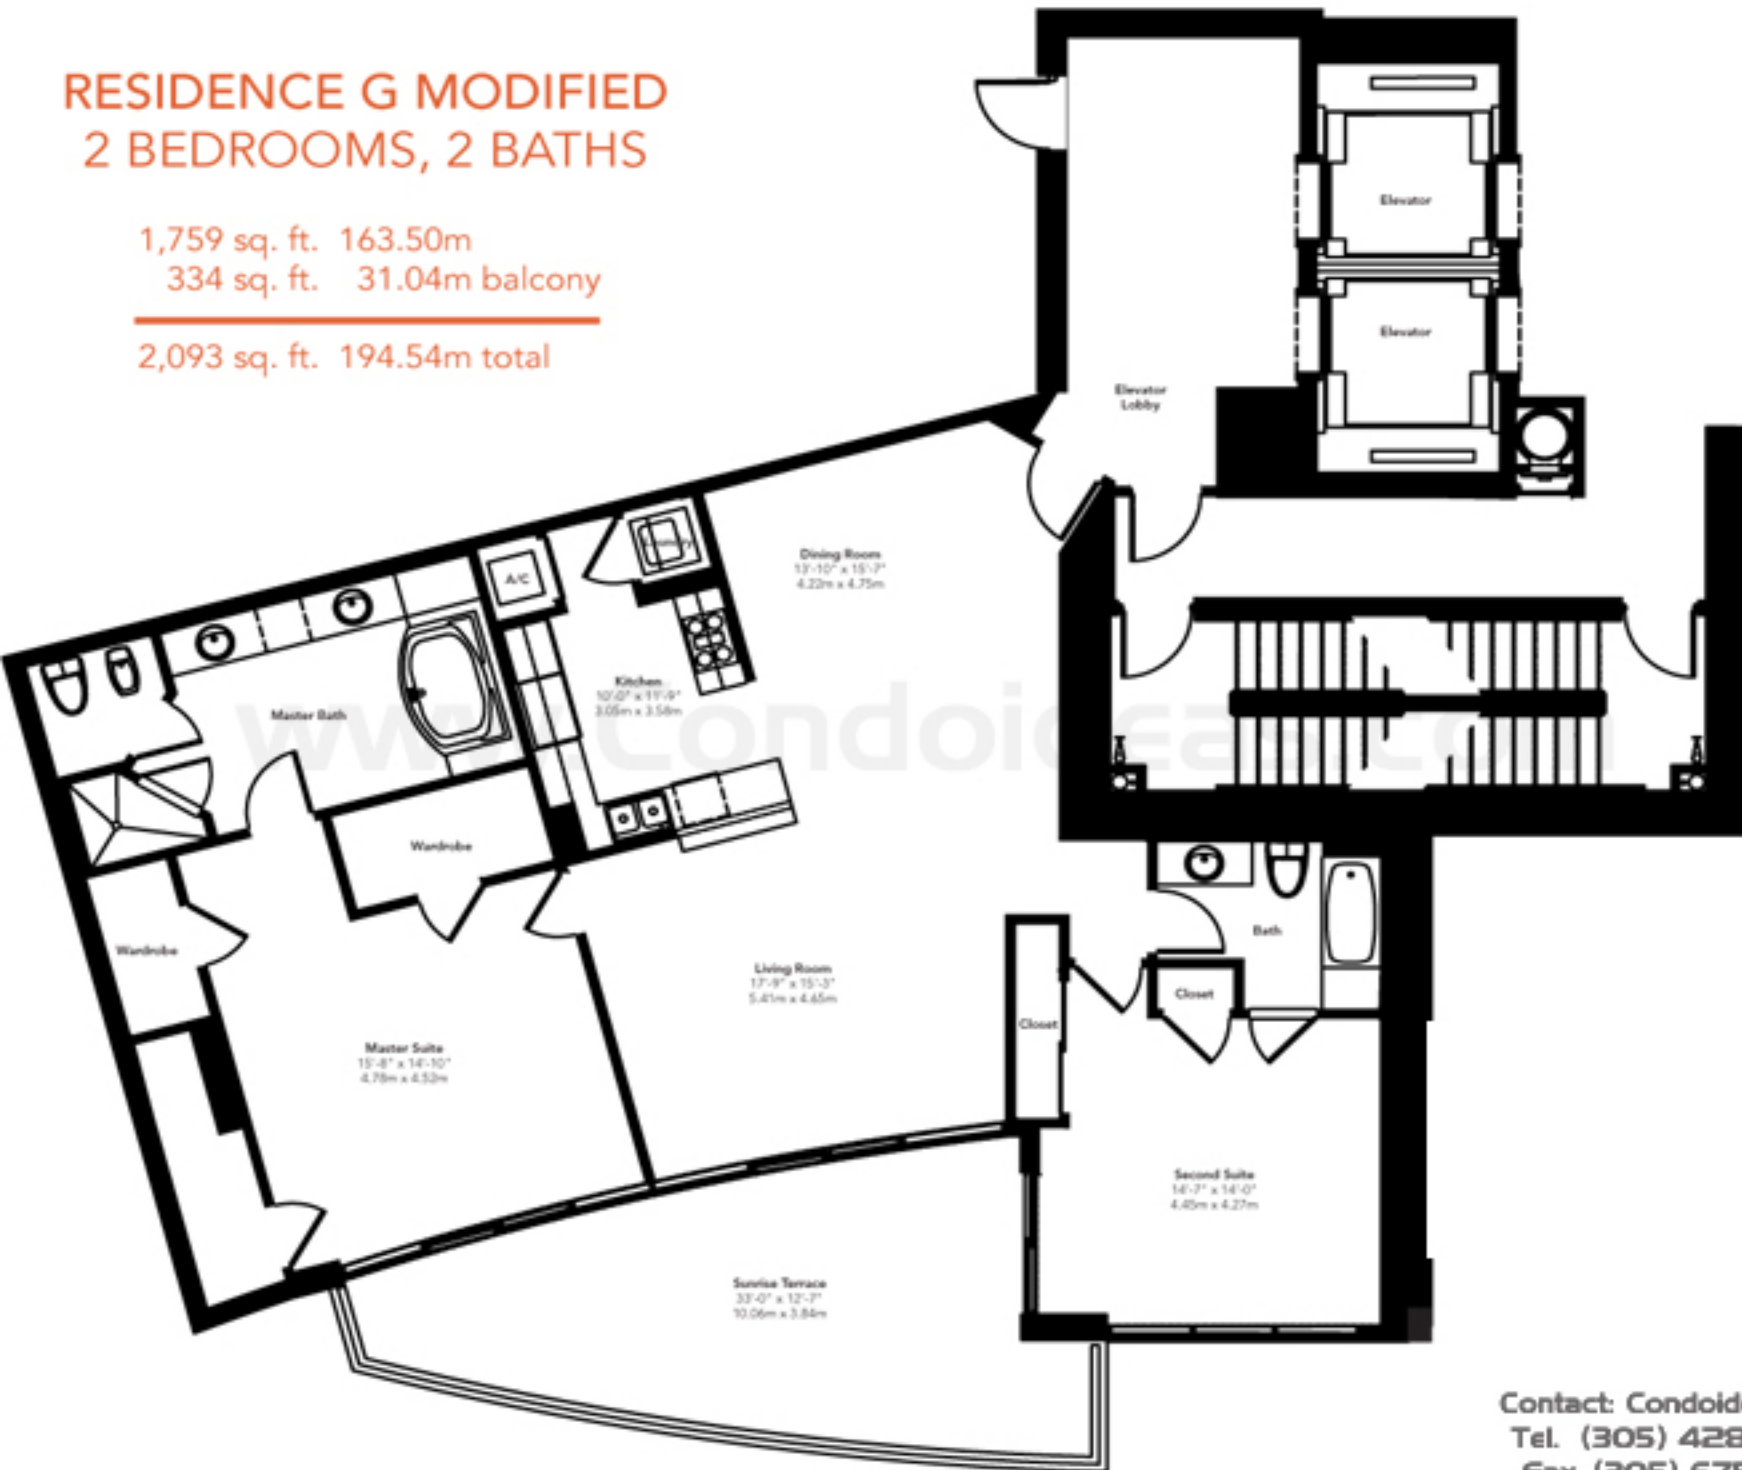 RESIDENCE G MODIFIED
2 BEDROOMS, 2 BATHS
1,759 sq. ft. 163.50m
334 sq. ft. 31.04m balcony
2,093 sq. ft. 194.54m total
Elevator
Elevator
Elevator
Lobby
Dining Room
13'-10" x 15'-7"
4.22m x 4.75m
A/C
Kitchen
10'-0" x 11'-9"
3.05m x 3.58m
Master Bath
www.Condoideas.com
Wardrobe
Wardrobe
Bath
Living Room
17'-9" x 15'-3"
5.41m x 4.65m
Closet
Closet
Master Suite
15'-8" x 14'-10"
4.78m x 4.52m
Second Suite
14'-7" x 14'-0"
4.45m x 4.27m
Sunrise Terrace
33'-0" x 12'-7"
10.06m x 3.84m
Contact: Condoid
Tel. (305) 428